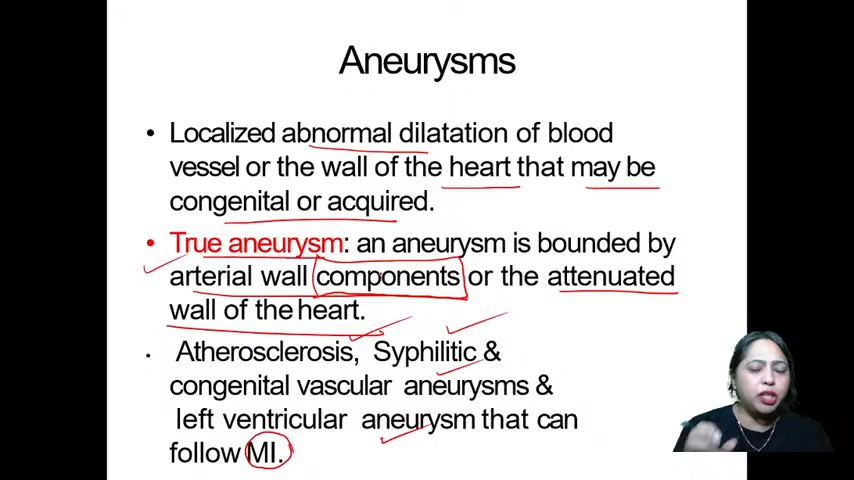 Aneurysms
• Localized abnormal dilatation of blood
vessel or the wall of the heart that may be
congenital or acquired.
• True aneurysm: an aneurysm is bounded by
arterial wall components or the attenuated
wall of the heart.
• Atherosclerosis, Syphilitic &
congenital vascular aneurysms &
left ventricular aneurysm that can
follow MI.